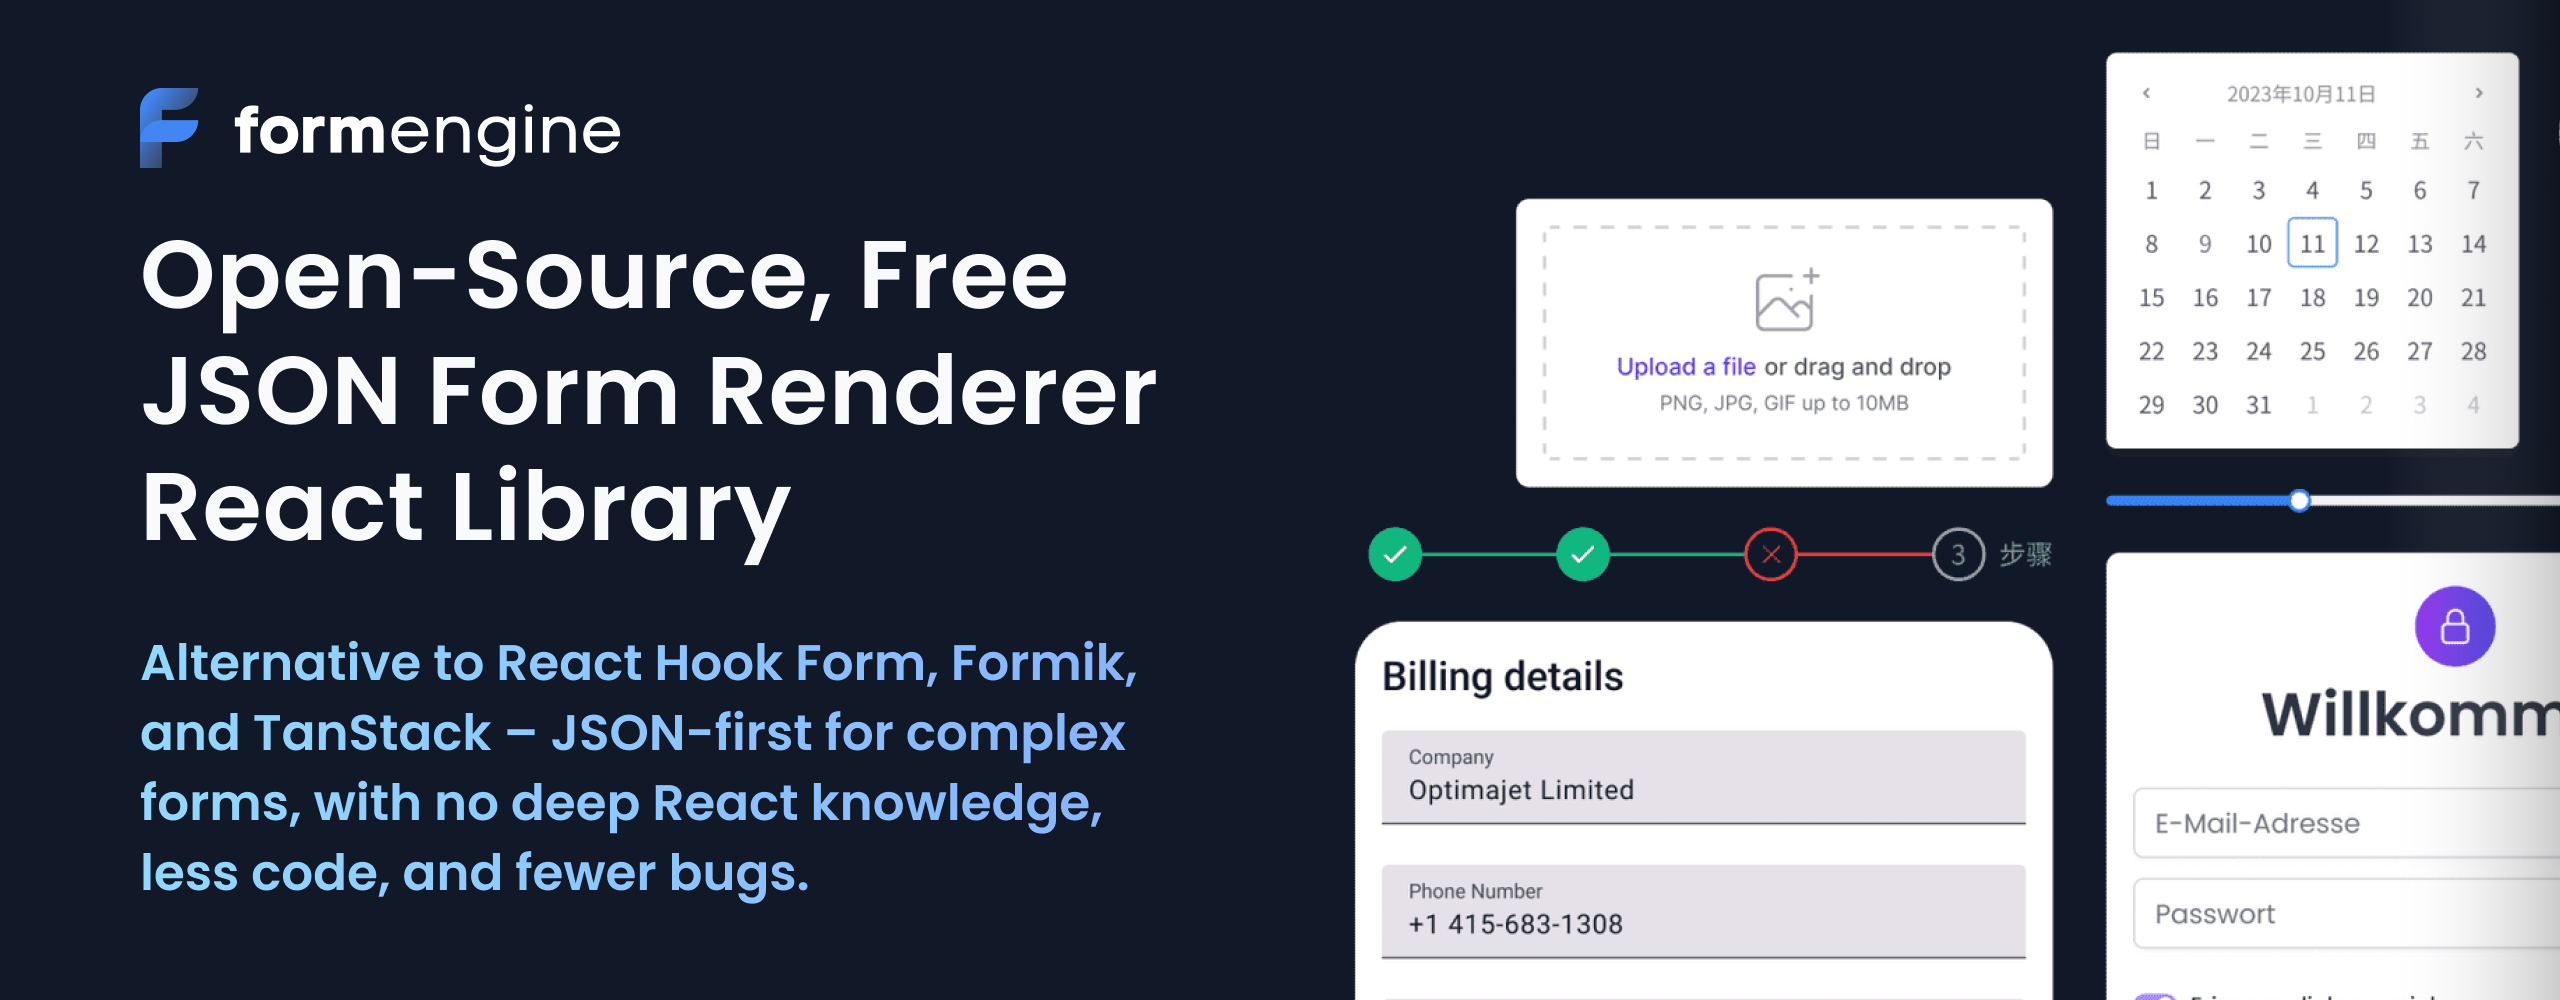 formengine
Open-Source, Free
JSON Form Renderer
React Library
Alternative to React Hook Form, Formik,
and TanStack – JSON-first for complex
forms, with no deep React knowledge,
less code, and fewer bugs.
Upload a file or drag and drop
PNG, JPG, GIF up to 10MB
3 步骤
Billing details
Company
Optimajet Limited
Phone Number
+1 415-683-1308
2023年10月11日
日 一 二 三 四 五 六
1 2 3 4 5 6 7
8 9 10 11 12 13 14
15 16 17 18 19 20 21
22 23 24 25 26 27 28
29 30 31 1 2 3 4
Willkomm
E-Mail-Adresse
Passwort